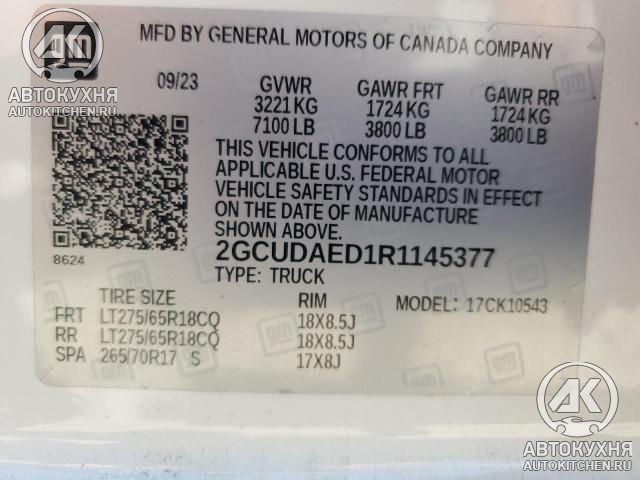 gm
MFD BY GENERAL MOTORS OF CANADA COMPANY
09/23 GVWR GAWR FRT GAWR RR
3221 KG 1724 KG 1724 KG
7100 LB 3800 LB 3800 LB
THIS VEHICLE CONFORMS TO ALL
APPLICABLE U.S. FEDERAL MOTOR
VEHICLE SAFETY STANDARDS IN EFFECT
ON THE DATE OF MANUFACTURE
SHOWN ABOVE.
8624
2GCUDAED1R1145377
TYPE: TRUCK
TIRE SIZE RIM MODEL: 17CK10543
FRT LT275/65R18CQ 18X8.5J
RR LT275/65R18CQ 18X8.5J
SPA 265/70R17 S 17X8J
АВТОКУХНЯ
AUTOKITCHEN.RU
АК
АВТОКУХНЯ
AUTOKITCHEN.RU